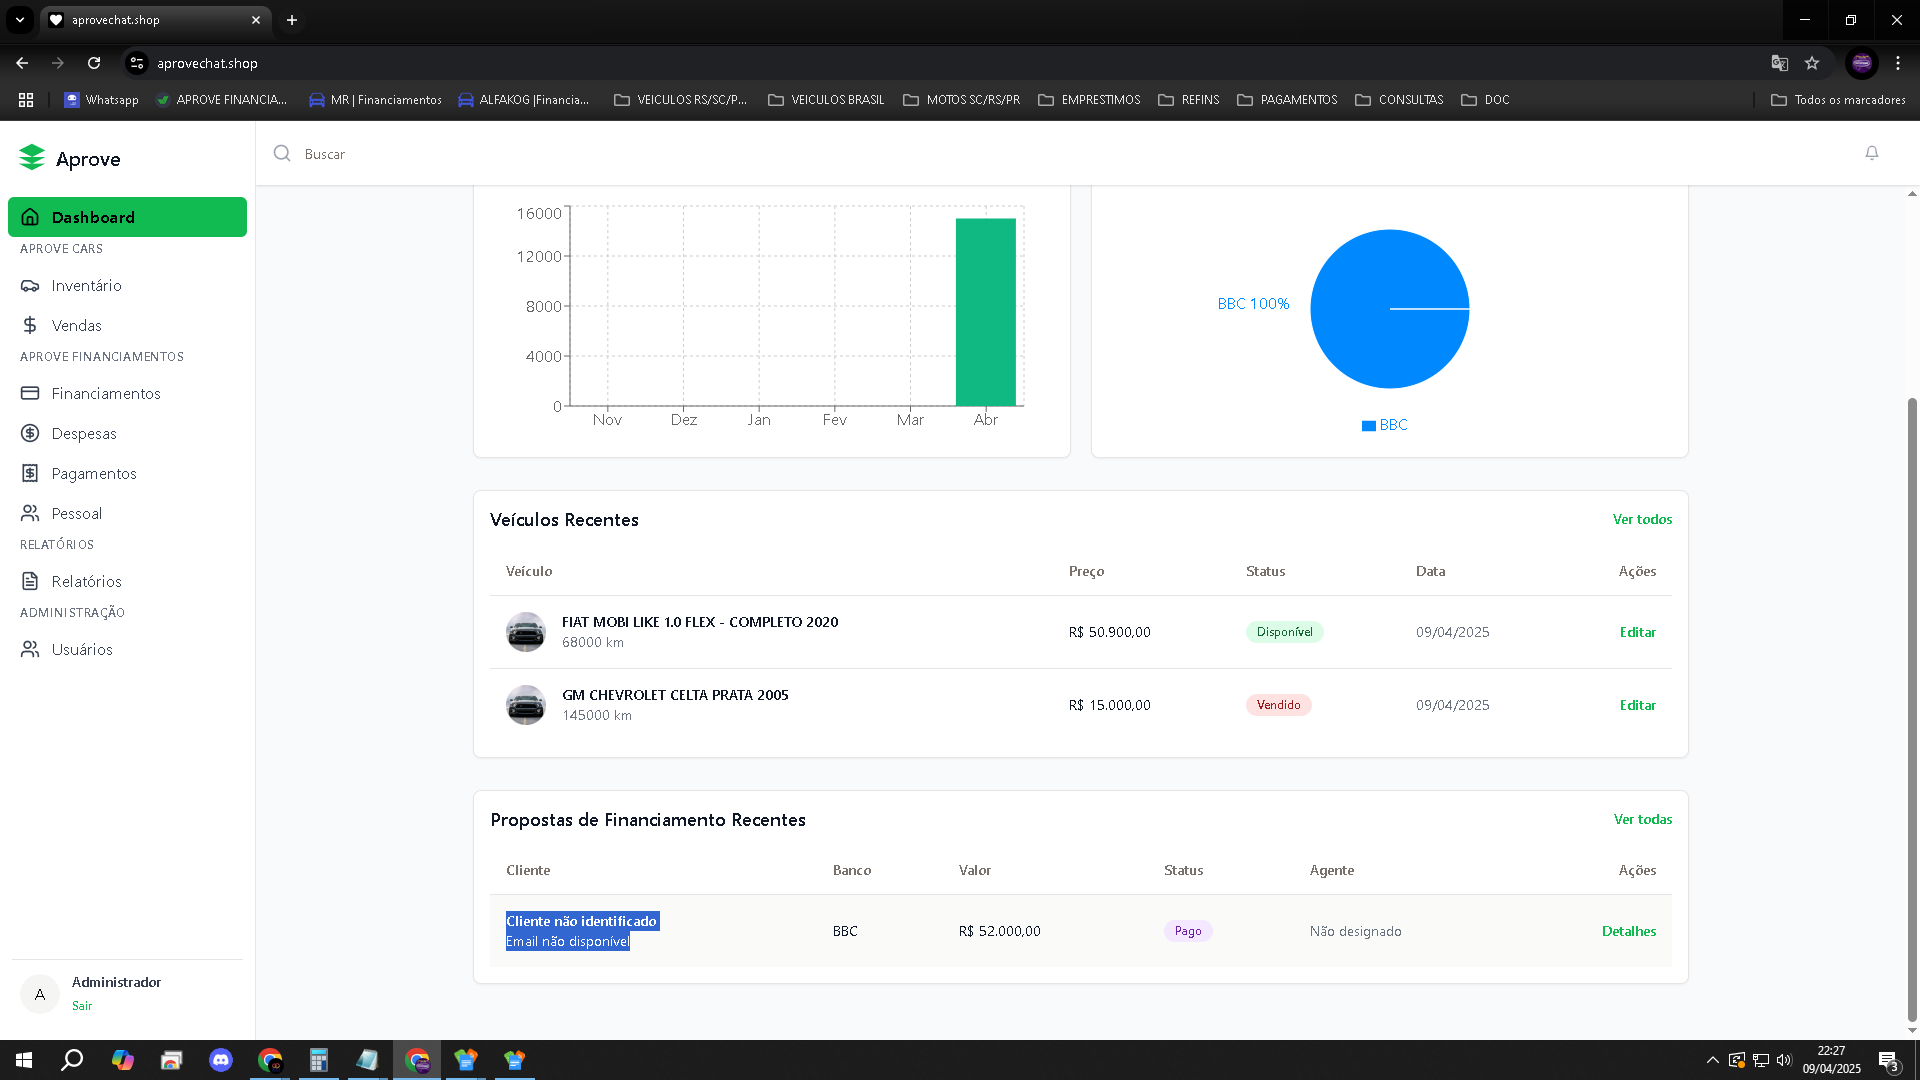 aprovechat.shop
aprovechat.shop
Whatsapp
APROVE FINANCIA...
MR | Financiamentos
ALFAKOG |Financia...
VEICULOS RS/SC/P...
VEICULOS BRASIL
MOTOS SC/RS/PR
EMPRESTIMOS
REFINS
PAGAMENTOS
CONSULTAS
DOC
Todos os marcadores
Aprove
Buscar
Dashboard
APROVE CARS
Inventário
Vendas
APROVE FINANCIAMENTOS
Financiamentos
Despesas
Pagamentos
Pessoal
RELATÓRIOS
Relatórios
ADMINISTRAÇÃO
Usuários
A
Administrador
Sair
16000
12000
8000
4000
0
Nov Dez Jan Fev Mar Abr
BBC 100%
BBC
Veículos Recentes Ver todos
Veículo Preço Status Data Ações
FIAT MOBI LIKE 1.0 FLEX - COMPLETO 2020
68000 km
R$ 50.900,00 Disponível 09/04/2025 Editar
GM CHEVROLET CELTA PRATA 2005
145000 km
R$ 15.000,00 Vendido 09/04/2025 Editar
Propostas de Financiamento Recentes Ver todas
Cliente Banco Valor Status Agente Ações
Cliente não identificado
Email não disponível
BBC R$ 52.000,00 Pago Não designado Detalhes
22:27
09/04/2025
3